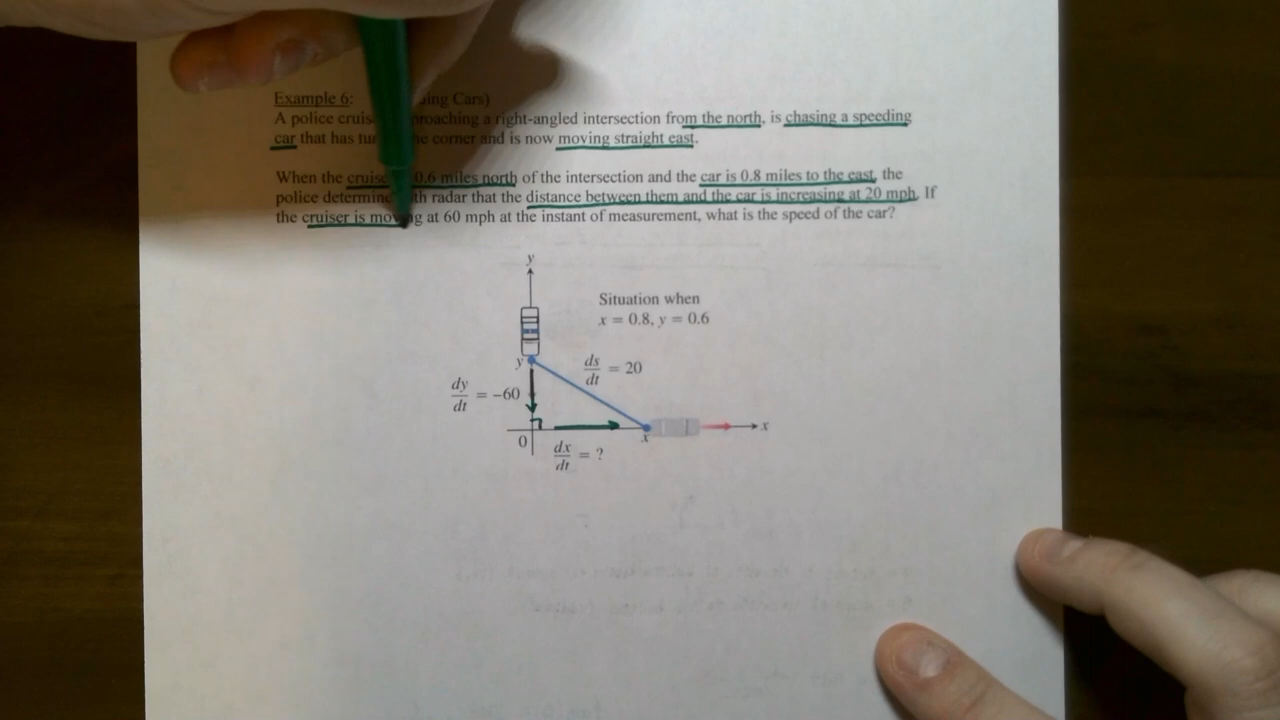 Example 6: ing Cars)
A police cruis roaching a right-angled intersection from the north, is chasing a speeding
car that has tur he corner and is now moving straight east.
When the cruise 0.6 miles north of the intersection and the car is 0.8 miles to the east, the
police determine th radar that the distance between them and the car is increasing at 20 mph. If
the cruiser is moving at 60 mph at the instant of measurement, what is the speed of the car?
y
Situation when
x = 0.8, y = 0.6
y
ds/dt = 20
dy/dt = -60
x
x
0
dx/dt = ?